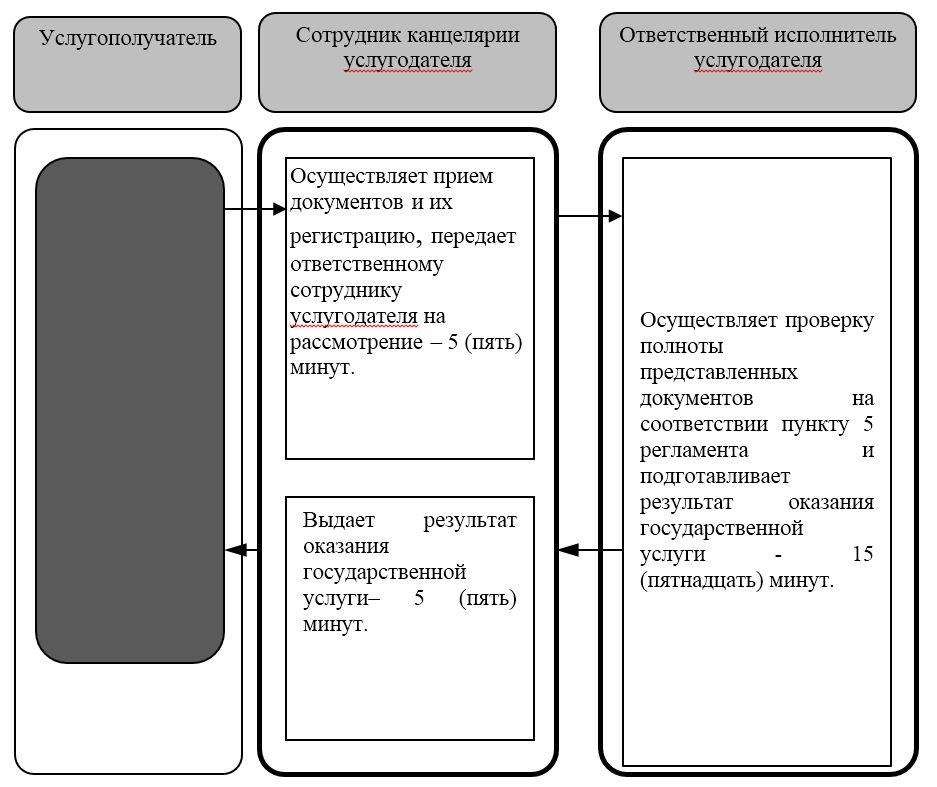 Услугополучатель
Сотрудник канцелярии
услугодателя
Ответственный исполнитель
услугодателя
Осуществляет прием
документов и их
регистрацию, передает
ответственному
сотруднику
услугодателя на
рассмотрение – 5 (пять)
минут.
Выдает результат
оказания
государственной
услуги– 5 (пять)
минут.
Осуществляет проверку
полноты
представленных
документов на
соответствии пункту 5
регламента и
подготавливает
результат оказания
государственной
услуги - 15
(пятнадцать) минут.